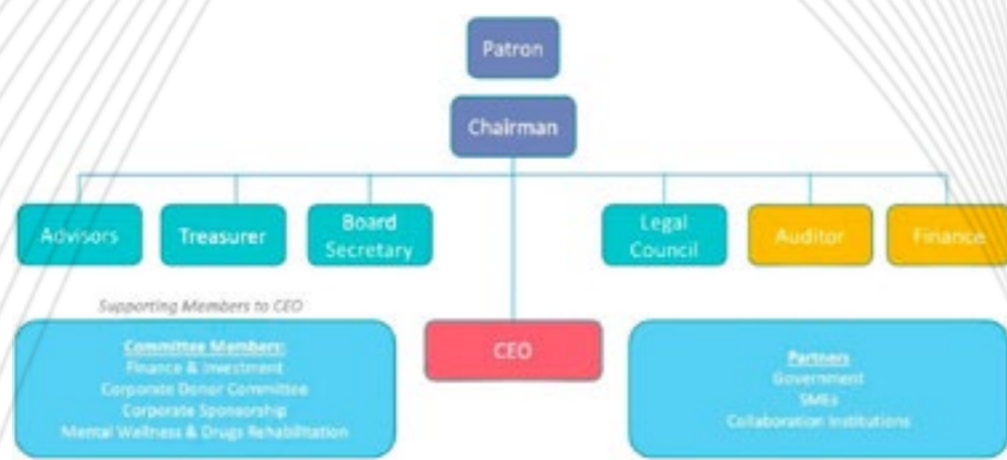 Patron
Chairman
Advisors
Treasurer
Board
Secretary
Legal
Council
Auditor
Finance
Supporting Members to CEO
Committee Members:
Finance & Investment
Corporate Donor Committee
Corporate Sponsorship
Mental Wellness & Drugs Rehabilitation
CEO
Partners
Government
SMEs
Collaboration Institutions